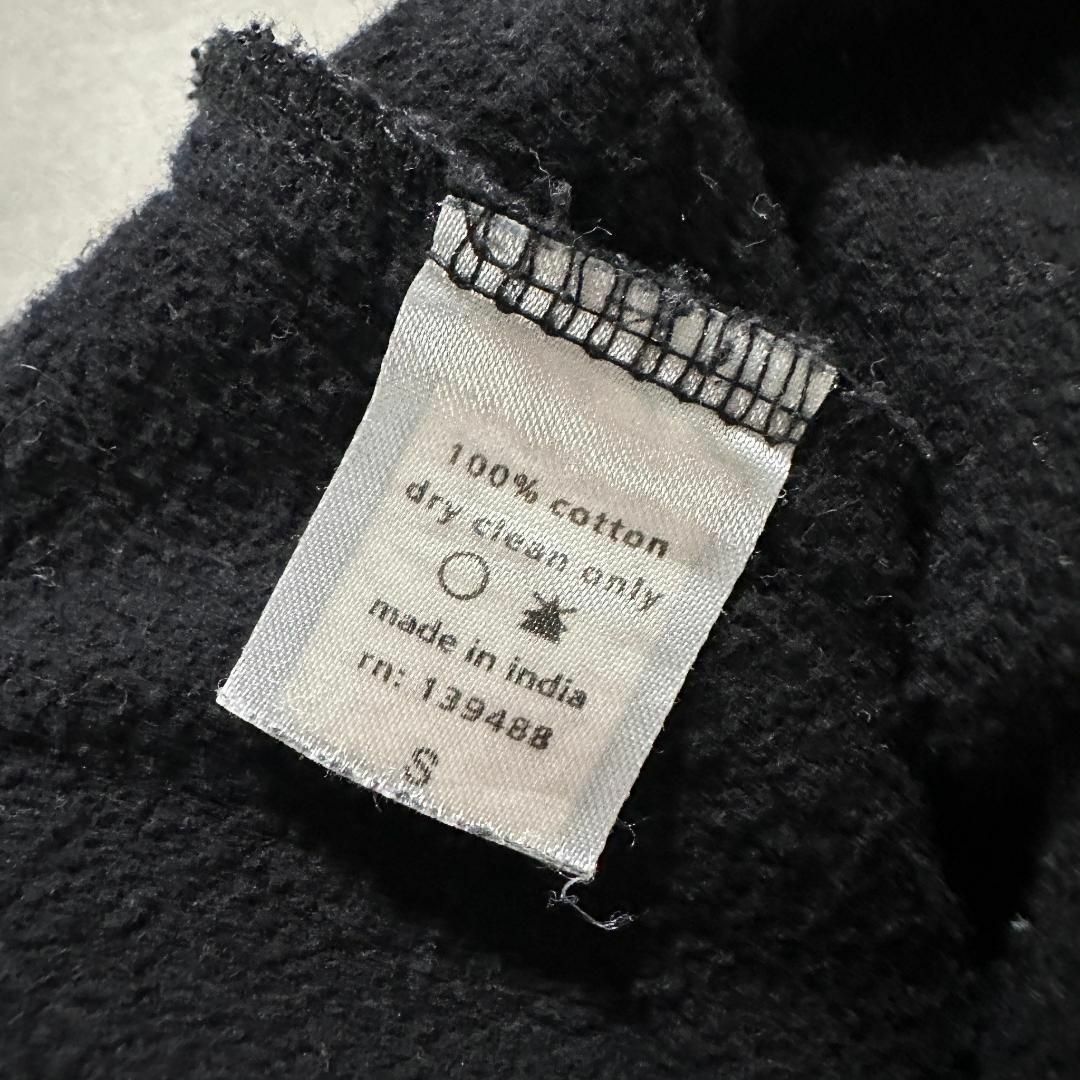 100% cotton
dry clean only
made in india
rn: 139488
S